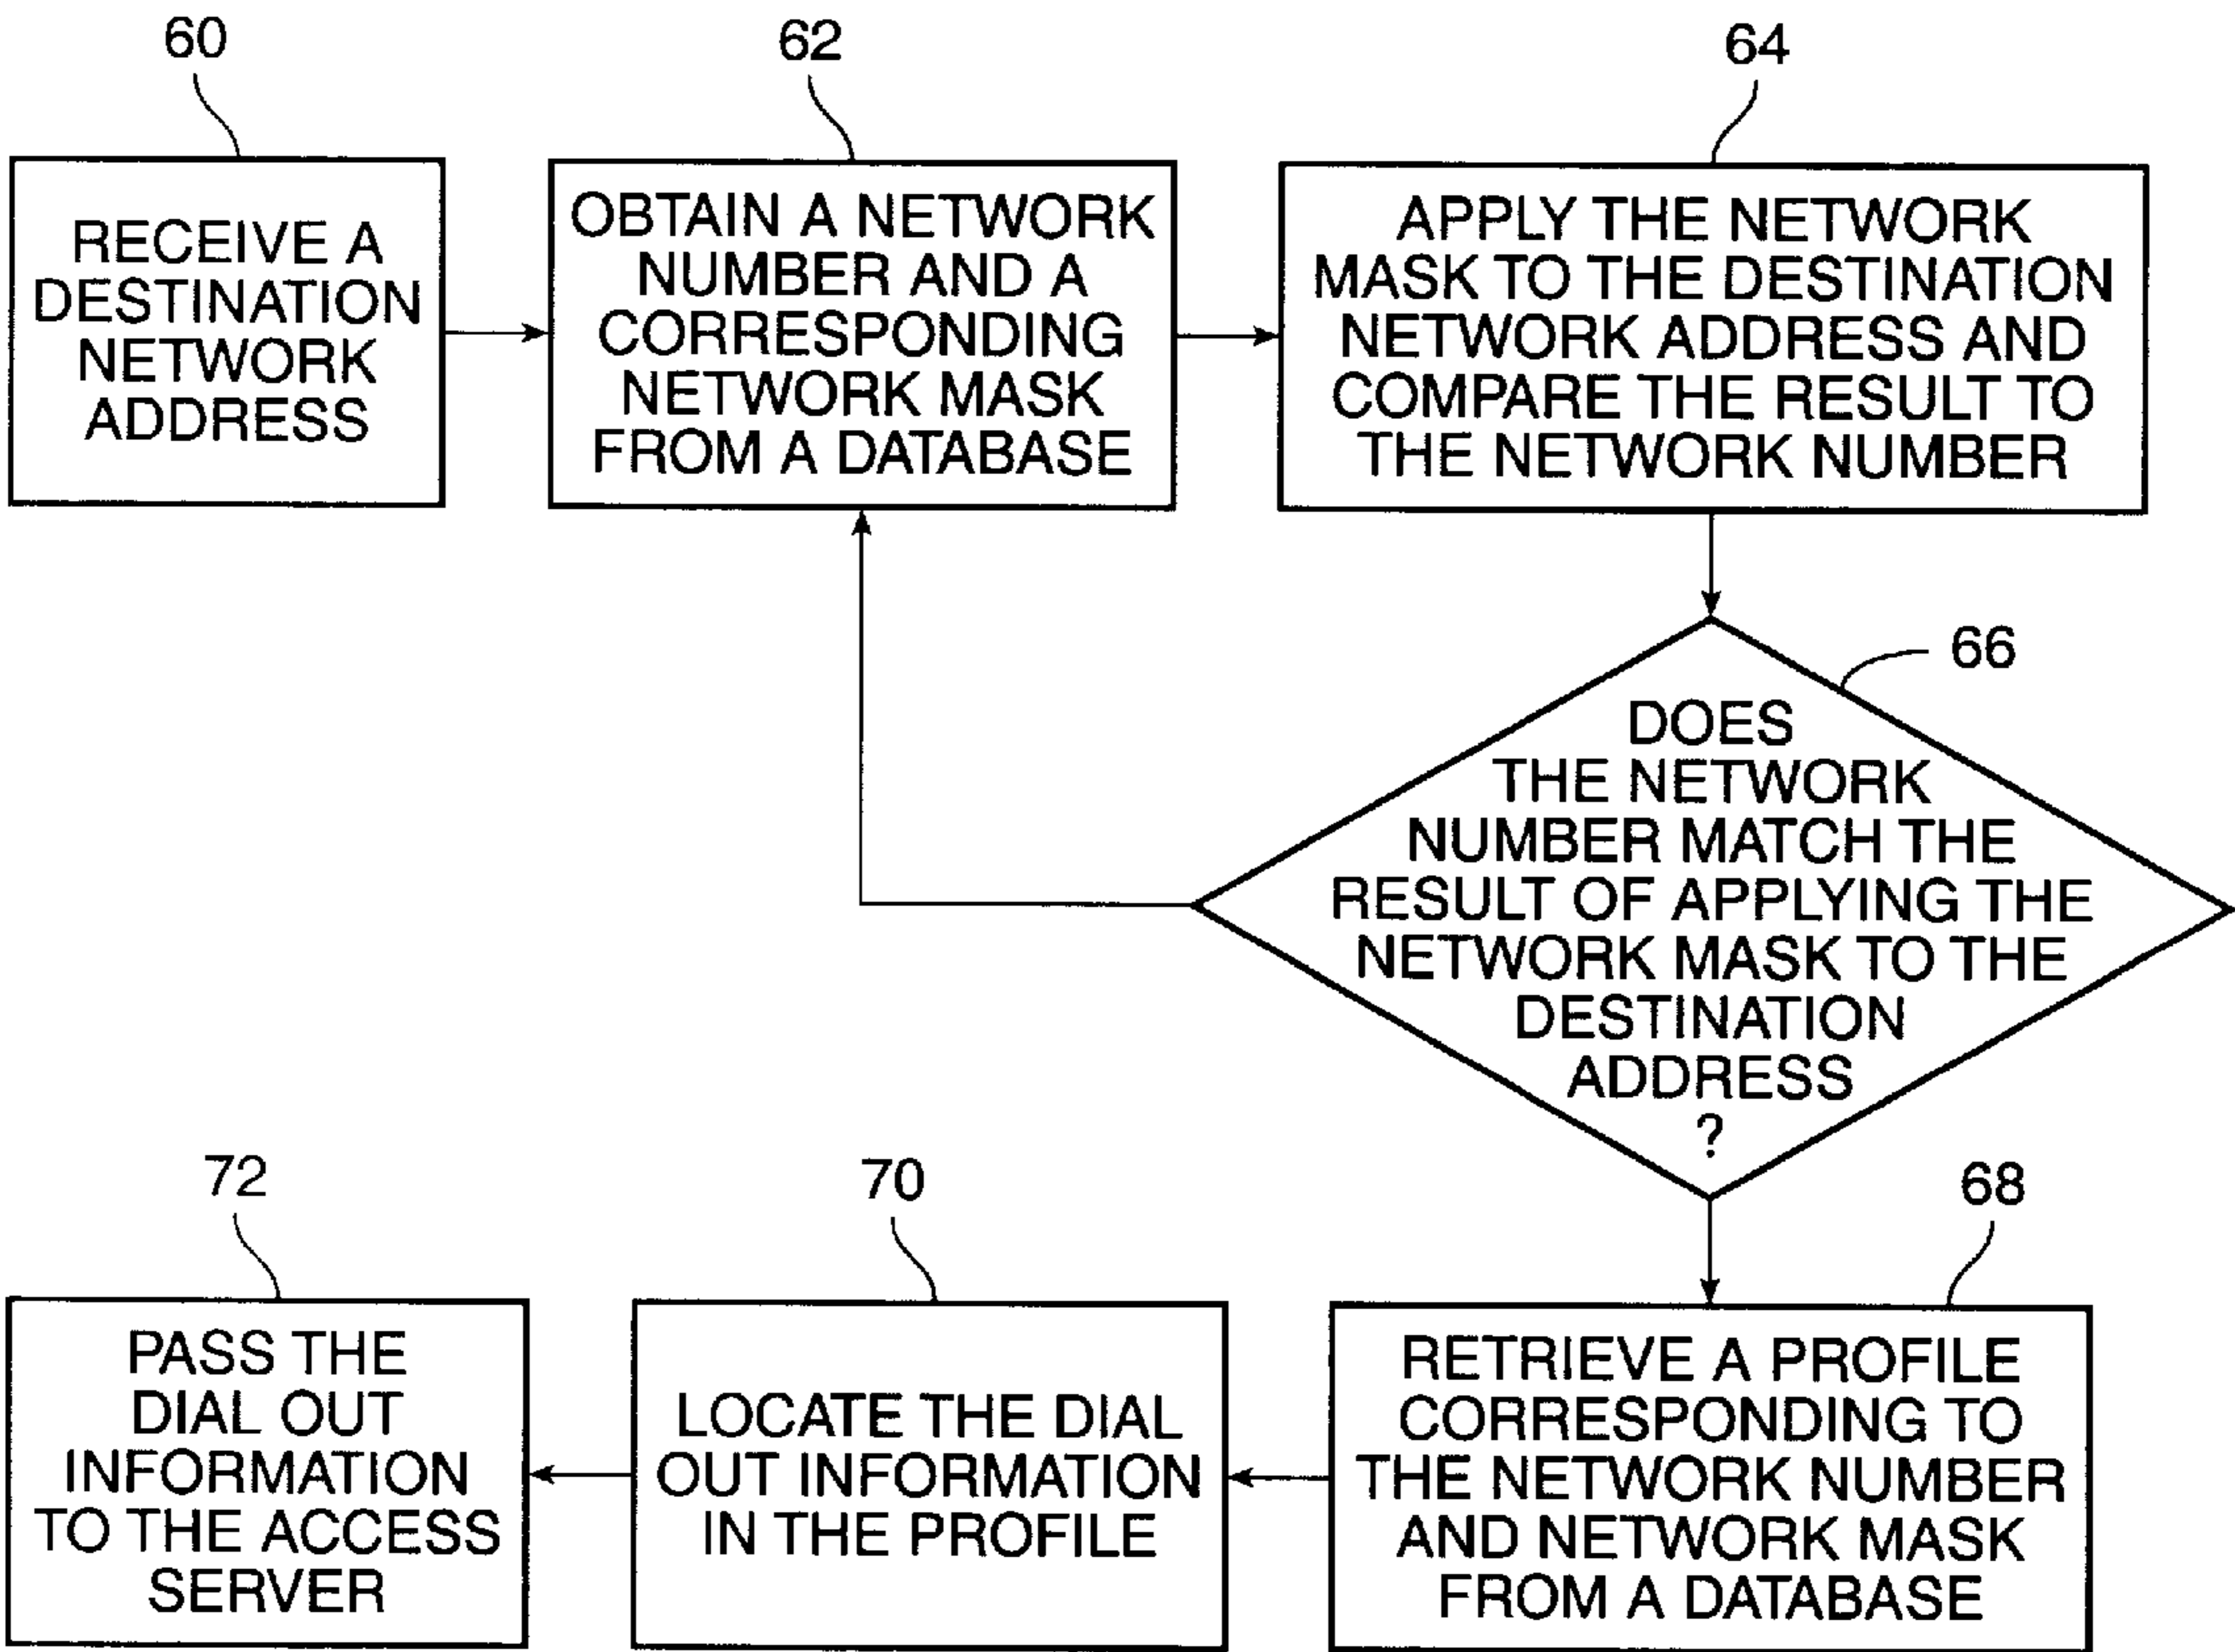 60
RECEIVE A
DESTINATION
NETWORK
ADDRESS
62
OBTAIN A NETWORK
NUMBER AND A
CORRESPONDING
NETWORK MASK
FROM A DATABASE
64
APPLY THE NETWORK
MASK TO THE DESTINATION
NETWORK ADDRESS AND
COMPARE THE RESULT TO
THE NETWORK NUMBER
66
DOES
THE NETWORK
NUMBER MATCH THE
RESULT OF APPLYING THE
NETWORK MASK TO THE
DESTINATION
ADDRESS
?
68
RETRIEVE A PROFILE
CORRESPONDING TO
THE NETWORK NUMBER
AND NETWORK MASK
FROM A DATABASE
70
LOCATE THE DIAL
OUT INFORMATION
IN THE PROFILE
72
PASS THE
DIAL OUT
INFORMATION
TO THE ACCESS
SERVER